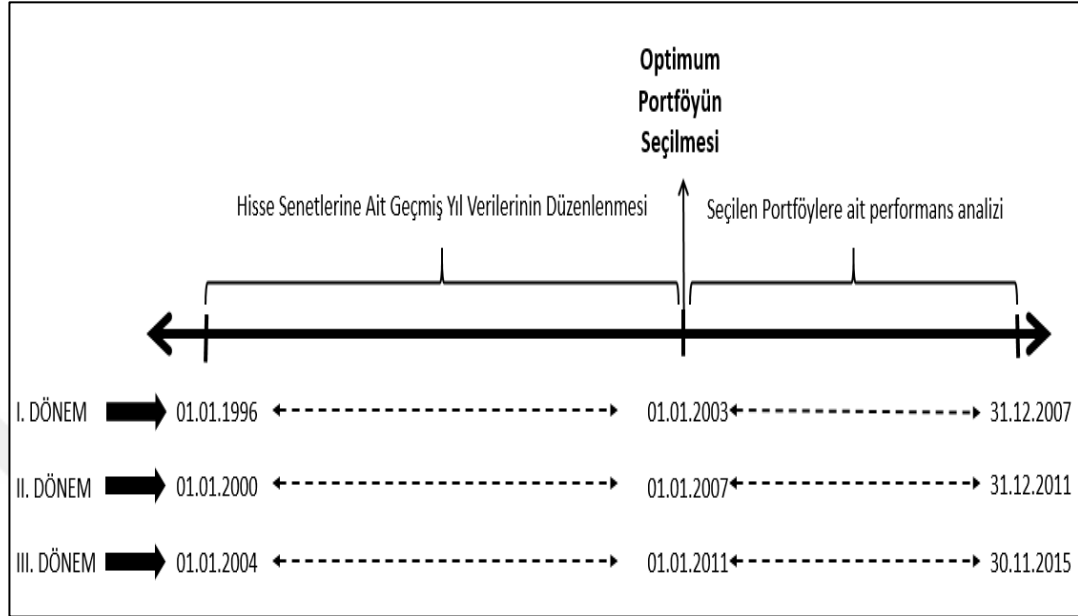 Optimum
Portföyün
Seçilmesi
Hisse Senetlerine Ait Geçmiş Yıl Verilerinin Düzenlenmesi
Seçilen Portföylere ait performans analizi
I. DÖNEM 01.01.1996 01.01.2003 31.12.2007
II. DÖNEM 01.01.2000 01.01.2007 31.12.2011
III. DÖNEM 01.01.2004 01.01.2011 30.11.2015